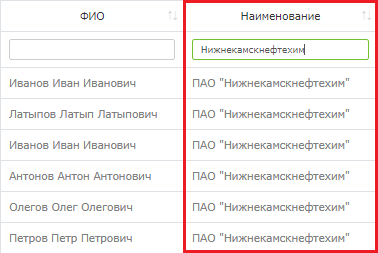 ФИО Наименование
Нижнекамскнефтехим
Иванов Иван Иванович ПАО "Нижнекамскнефтехим"
Латыпов Латып Латыпович ПАО "Нижнекамскнефтехим"
Иванов Иван Иванович ПАО "Нижнекамскнефтехим"
Антонов Антон Антонович ПАО "Нижнекамскнефтехим"
Олегов Олег Олегович ПАО "Нижнекамскнефтехим"
Петров Петр Петрович ПАО "Нижнекамскнефтехим"